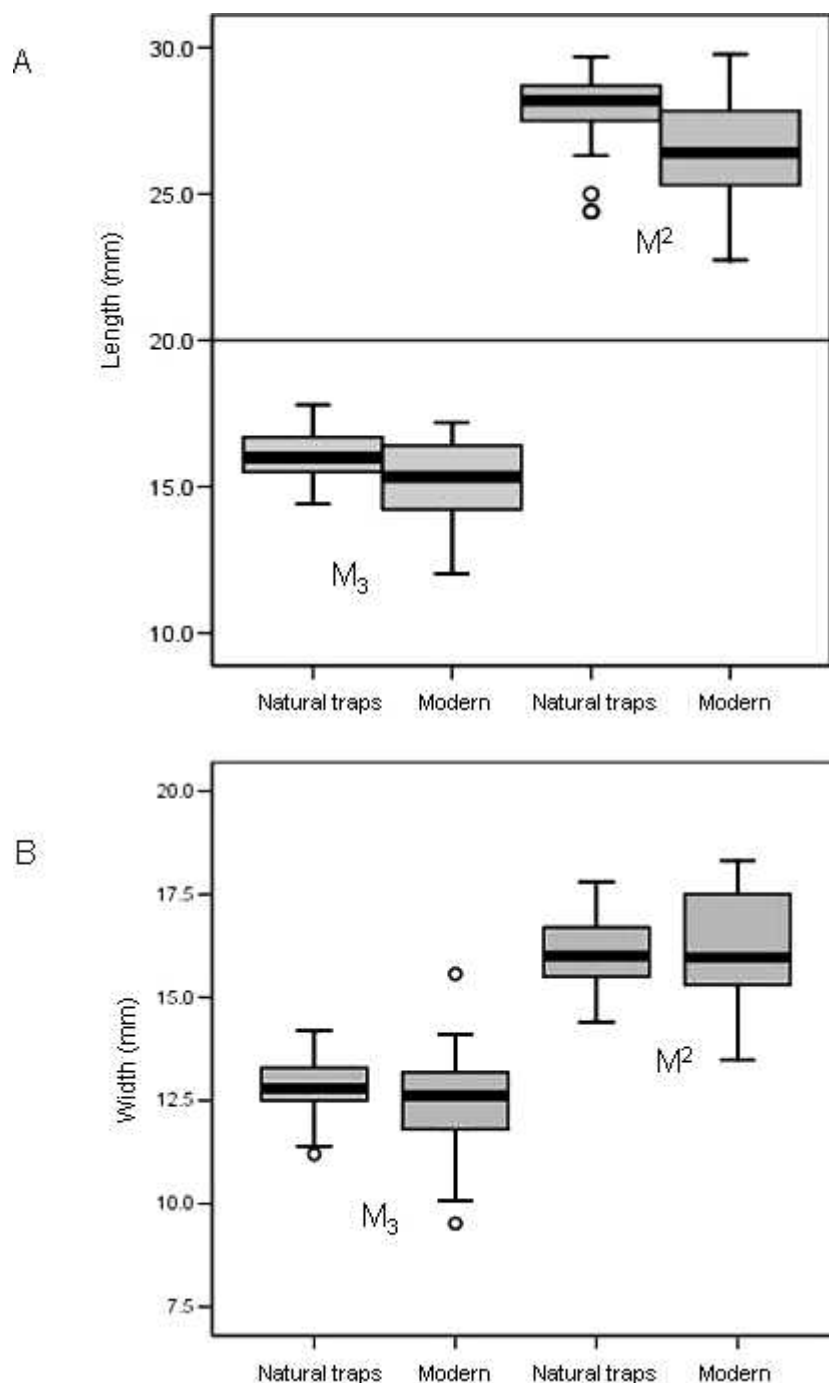 A
Length (mm)
30.0
25.0
20.0
15.0
10.0
M²
M₃
Natural traps Modern Natural traps Modern
B
Width (mm)
20.0
17.5
15.0
12.5
10.0
7.5
M²
M₃
Natural traps Modern Natural traps Modern